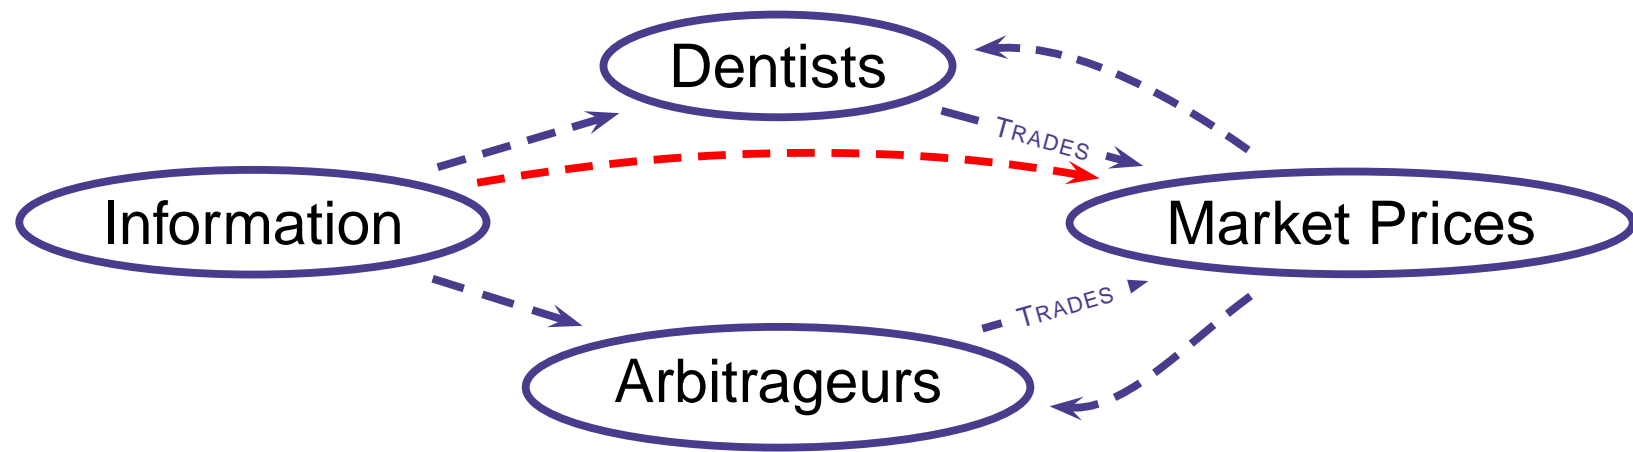 Dentists
TRADES
Information
Market Prices
TRADES
Arbitrageurs